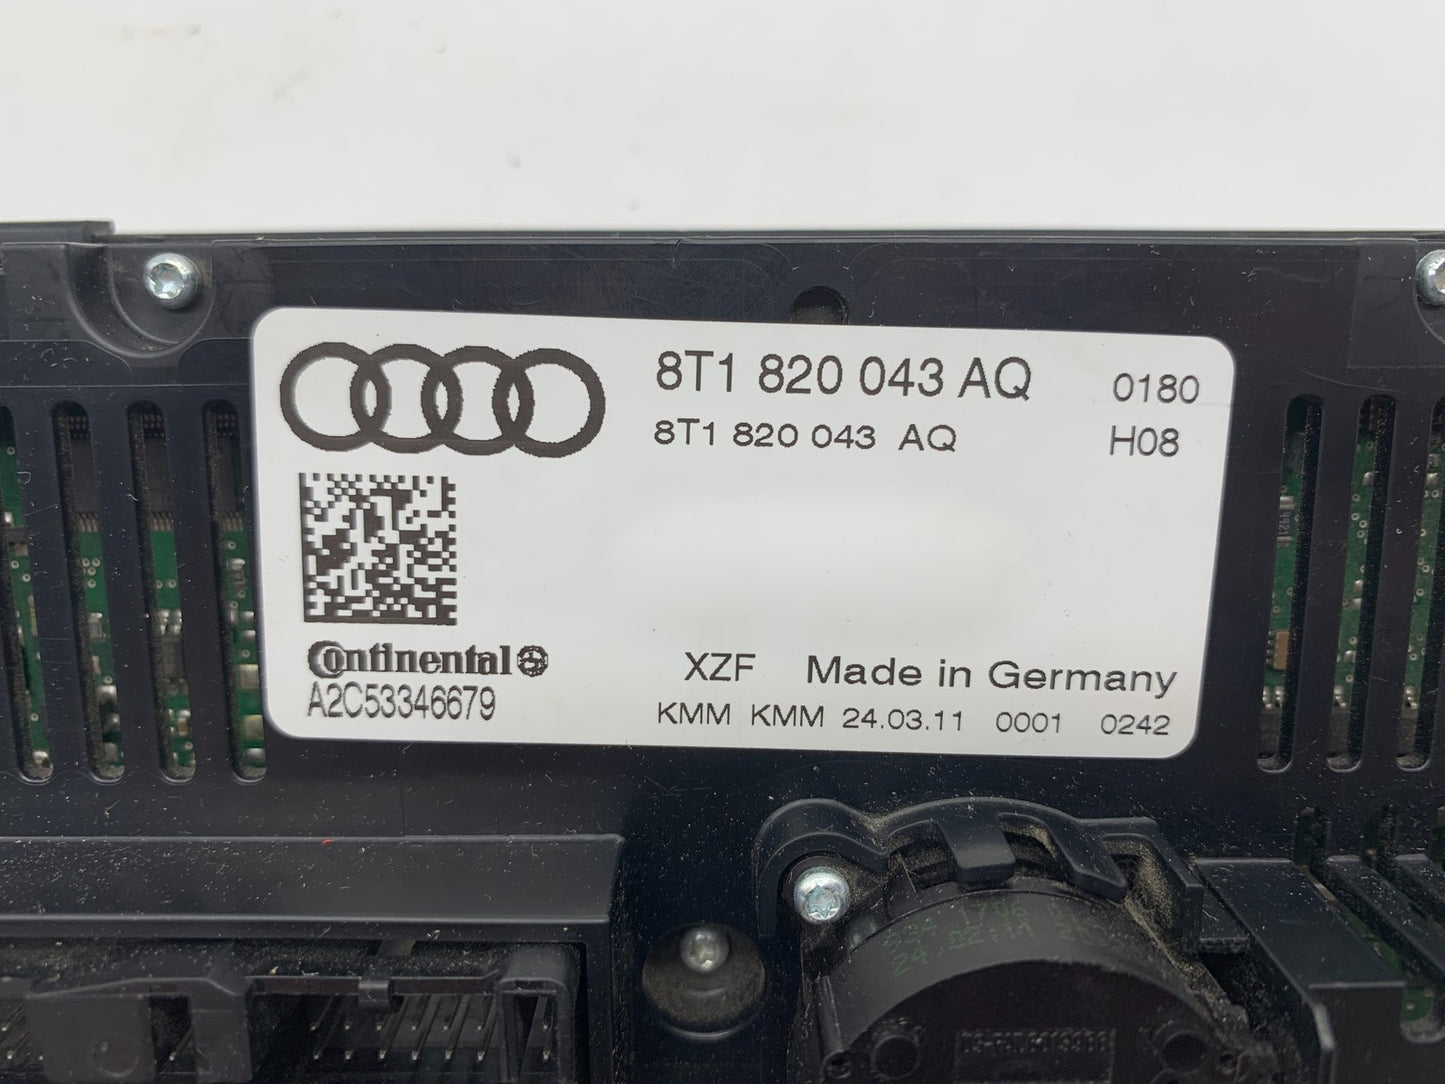 8T1 820 043 AQ 0180
8T1 820 043 AQ H08
Continental
A2C53346679
XZF Made in Germany
KMM KMM 24.03.11 0001 0242